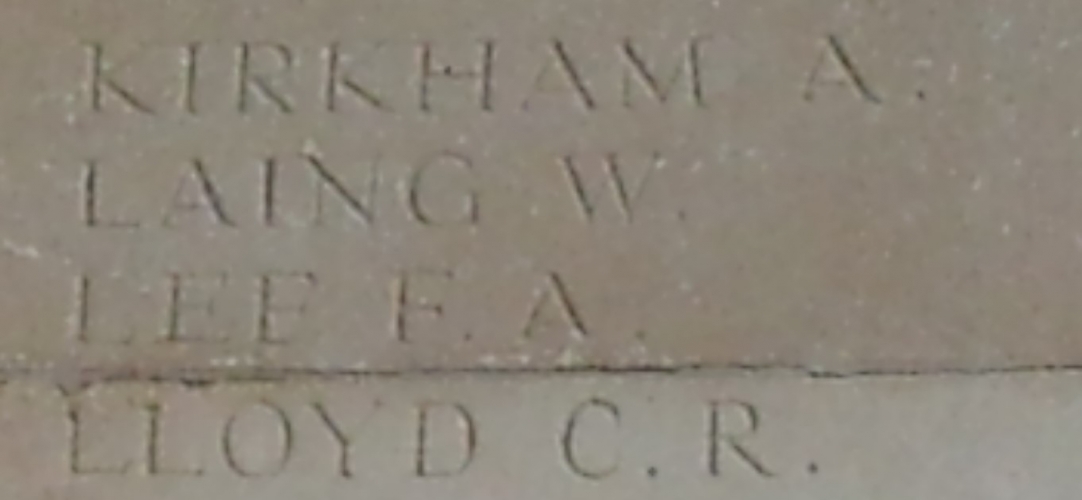 KIRKHAM A.
LAING W.
LEE F. A.
LLOYD C. R.